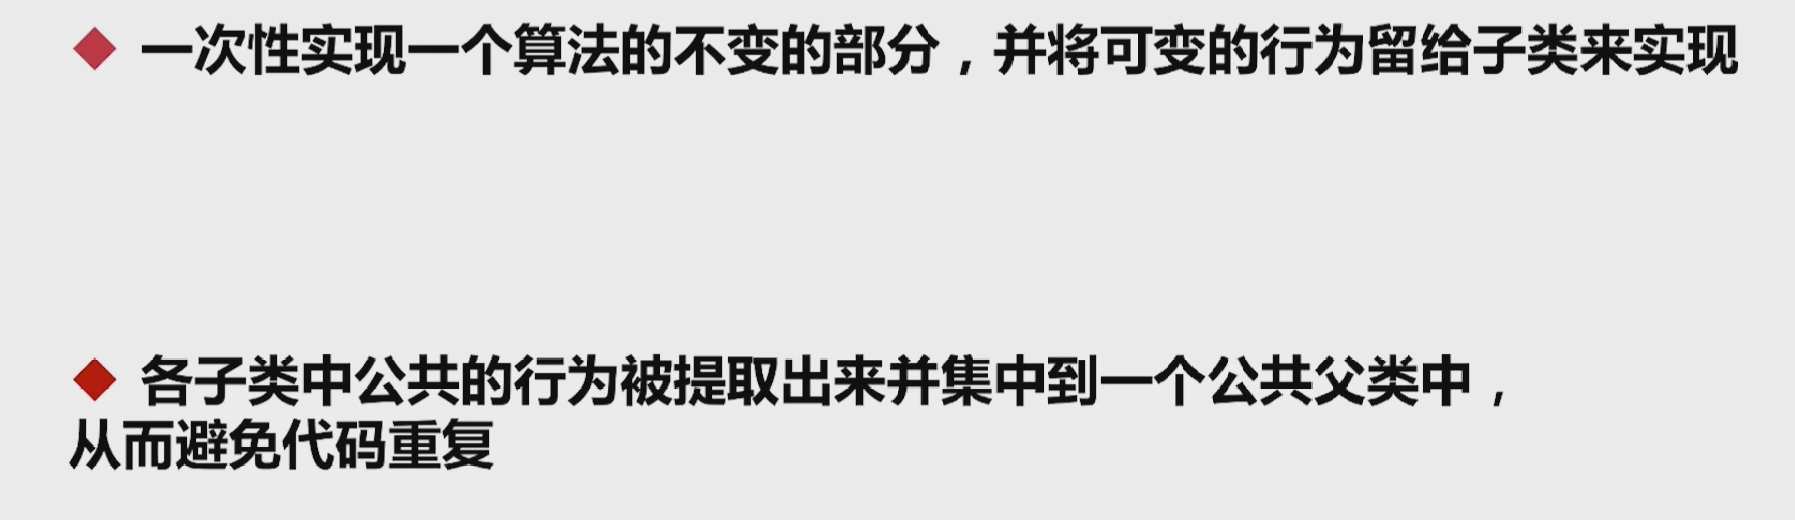 一次性实现一个算法的不变的部分，并将可变的行为留给子类来实现
各子类中公共的行为被提取出来并集中到一个公共父类中，
从而避免代码重复